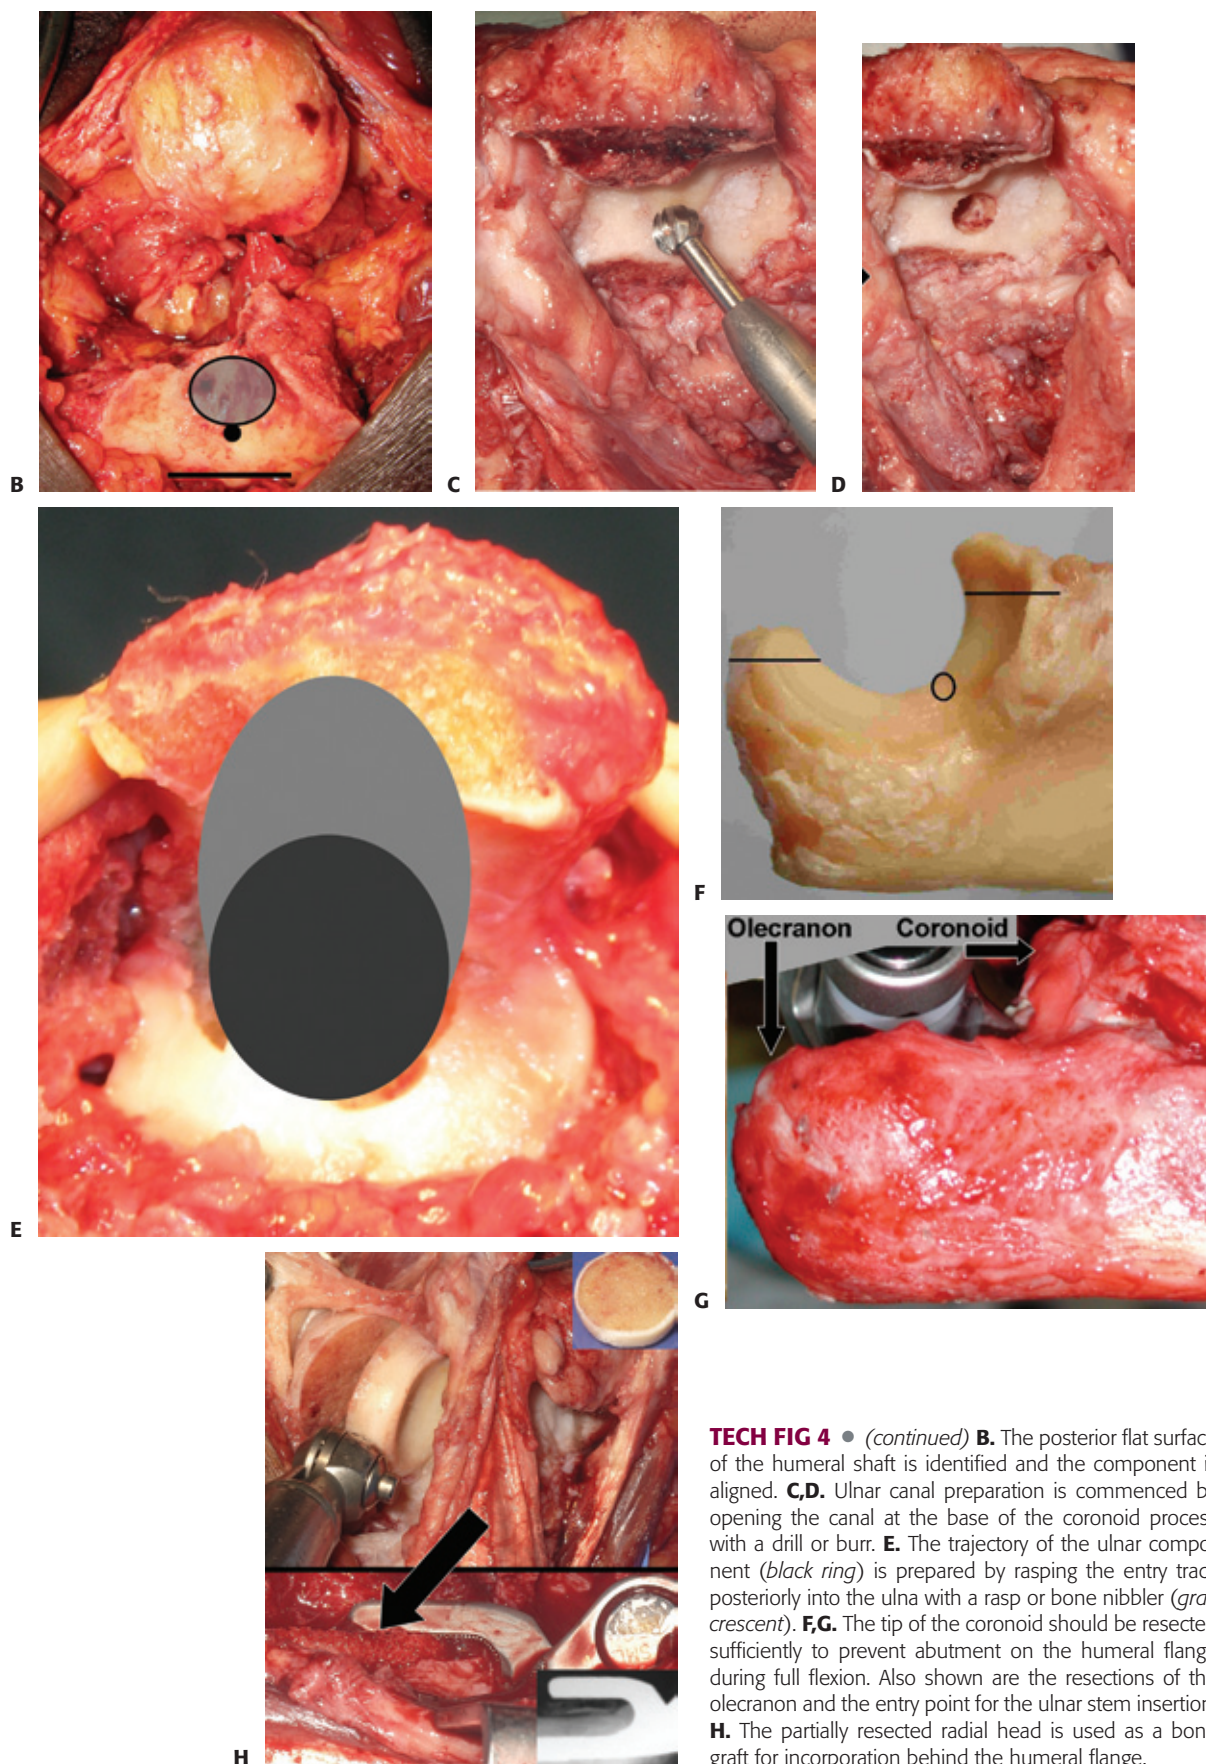 B
C
D
E
F
Olecranon
Coronoid
G
H
TECH FIG 4 • (continued) B. The posterior flat surfac
of the humeral shaft is identified and the component i
aligned. C,D. Ulnar canal preparation is commenced b
opening the canal at the base of the coronoid proces
with a drill or burr. E. The trajectory of the ulnar compo
nent (black ring) is prepared by rasping the entry trac
posteriorly into the ulna with a rasp or bone nibbler (gra
crescent). F,G. The tip of the coronoid should be resecte
sufficiently to prevent abutment on the humeral flang
during full flexion. Also shown are the resections of th
olecranon and the entry point for the ulnar stem insertion
H. The partially resected radial head is used as a bon
graft for incorporation behind the humeral flange.